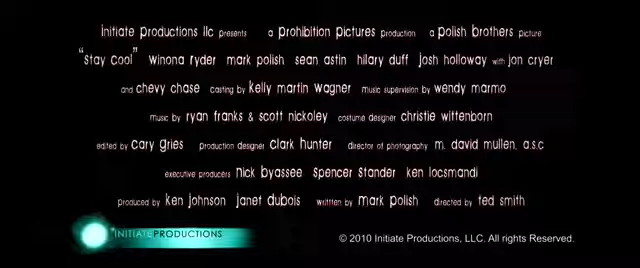 initiate productions llc presents a prohibition pictures production a polish brothers picture
"stay cool" winona ryder mark polish sean astin hilary duff josh holloway with jon cryer
and chevy chase casting by kelly martin wagner music supervision by wendy marmo
music by ryan franks & scott nickoley costume designer christie wittenborn
edited by cary gries production designer clark hunter director of photography m. david mullen, a.s.c
executive producers nick byassee spencer stander ken locsmandi
produced by ken johnson janet dubois writtten by mark polish directed by ted smith
INITIATEPRODUCTIONS
© 2010 Initiate Productions, LLC. All rights Reserved.